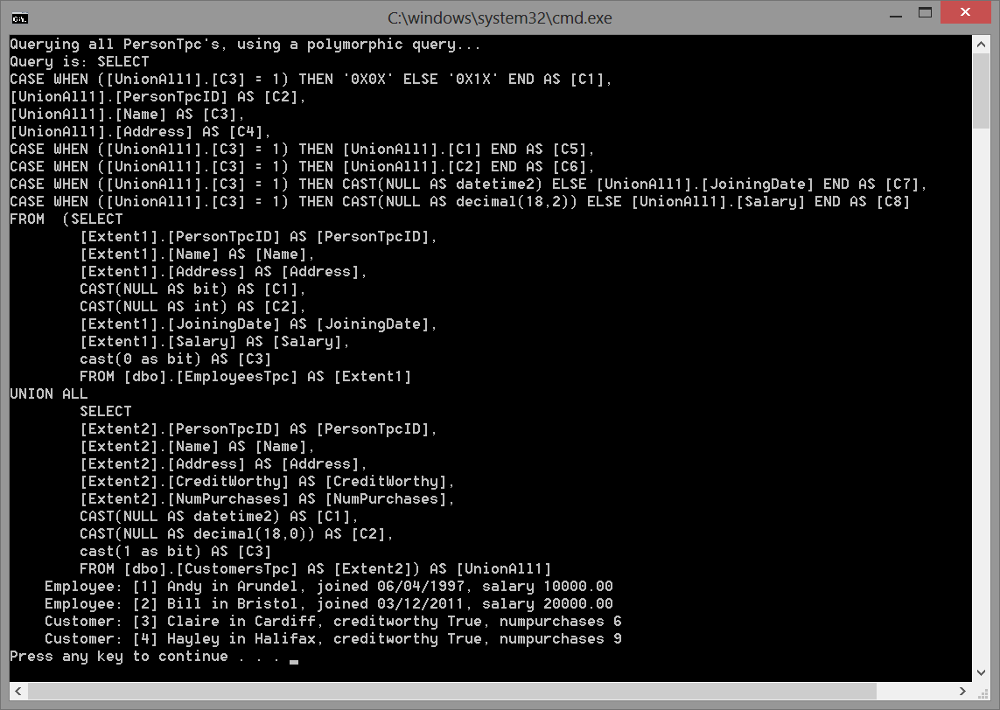 C:\windows\system32\cmd.exe
Querying all PersonTpc's, using a polymorphic query...
Query is: SELECT
CASE WHEN ([UnionAll1].[C3] = 1) THEN '0X0X' ELSE '0X1X' END AS [C1],
[UnionAll1].[PersonTpcID] AS [C2],
[UnionAll1].[Name] AS [C3],
[UnionAll1].[Address] AS [C4],
CASE WHEN ([UnionAll1].[C3] = 1) THEN [UnionAll1].[C1] END AS [C5],
CASE WHEN ([UnionAll1].[C3] = 1) THEN [UnionAll1].[C2] END AS [C6],
CASE WHEN ([UnionAll1].[C3] = 1) THEN CAST(NULL AS datetime2) ELSE [UnionAll1].[JoiningDate] END AS [C7],
CASE WHEN ([UnionAll1].[C3] = 1) THEN CAST(NULL AS decimal(18,2)) ELSE [UnionAll1].[Salary] END AS [C8]
FROM  (SELECT
        [Extent1].[PersonTpcID] AS [PersonTpcID],
        [Extent1].[Name] AS [Name],
        [Extent1].[Address] AS [Address],
        CAST(NULL AS bit) AS [C1],
        CAST(NULL AS int) AS [C2],
        [Extent1].[JoiningDate] AS [JoiningDate],
        [Extent1].[Salary] AS [Salary],
        cast(0 as bit) AS [C3]
        FROM [dbo].[EmployeesTpc] AS [Extent1]
UNION ALL
        SELECT
        [Extent2].[PersonTpcID] AS [PersonTpcID],
        [Extent2].[Name] AS [Name],
        [Extent2].[Address] AS [Address],
        [Extent2].[CreditWorthy] AS [CreditWorthy],
        [Extent2].[NumPurchases] AS [NumPurchases],
        CAST(NULL AS datetime2) AS [C1],
        CAST(NULL AS decimal(18,0)) AS [C2],
        cast(1 as bit) AS [C3]
        FROM [dbo].[CustomersTpc] AS [Extent2]) AS [UnionAll1]
    Employee: [1] Andy in Arundel, joined 06/04/1997, salary 10000.00
    Employee: [2] Bill in Bristol, joined 03/12/2011, salary 20000.00
    Customer: [3] Claire in Cardiff, creditworthy True, numpurchases 6
    Customer: [4] Hayley in Halifax, creditworthy True, numpurchases 9
Press any key to continue . . .